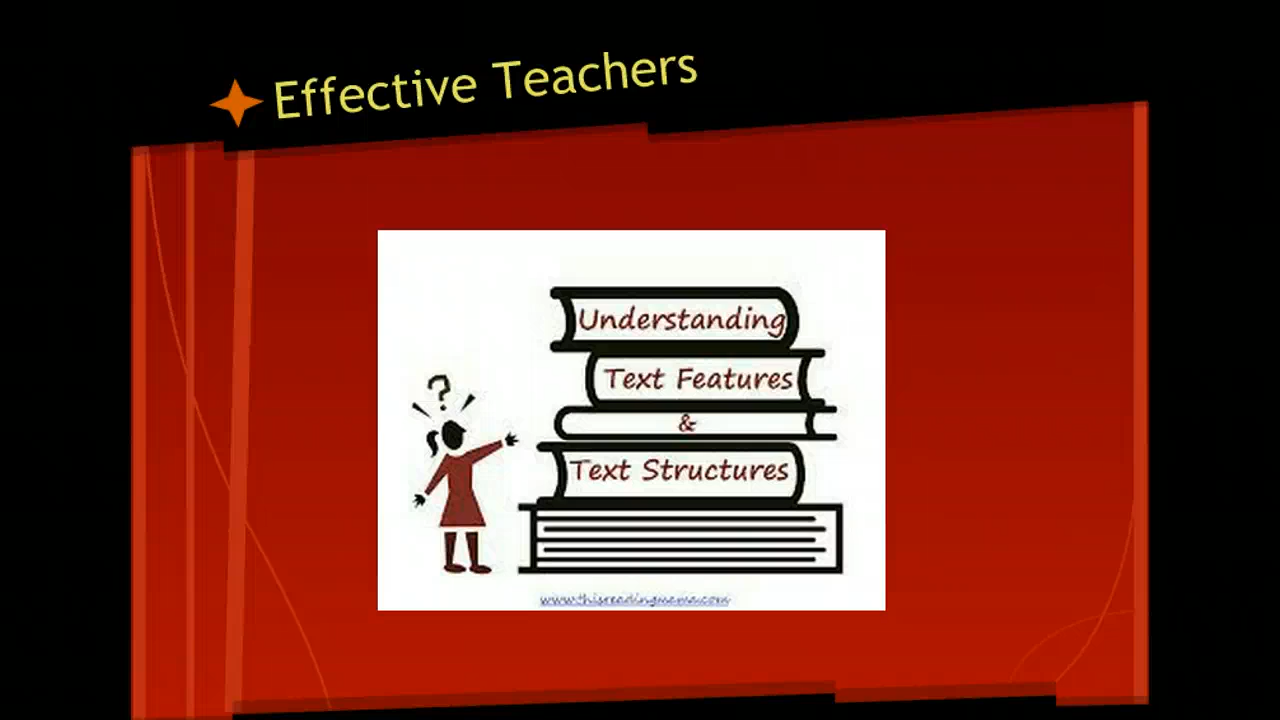 Effective Teachers
?
Understanding
Text Features
&
Text Structures
www.thisreadingmama.com